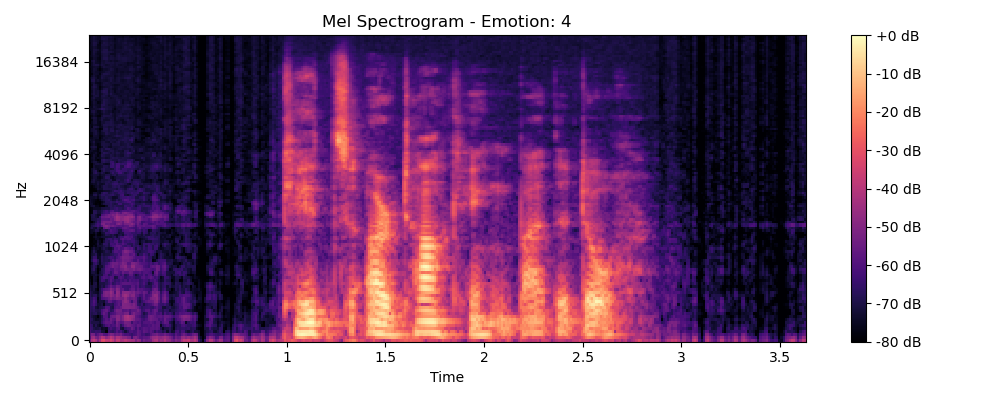 Mel Spectrogram - Emotion: 4
Hz
16384
8192
4096
2048
1024
512
0
0 0.5 1 1.5 2 2.5 3 3.5
Time
+0 dB
-10 dB
-20 dB
-30 dB
-40 dB
-50 dB
-60 dB
-70 dB
-80 dB